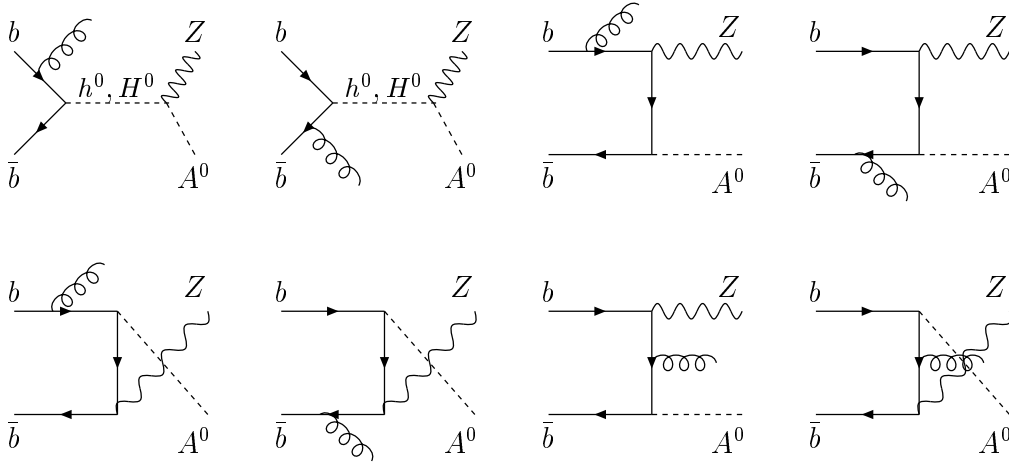 b Z b Z b Z b Z
h⁰, H⁰ h⁰, H⁰
b̄ A⁰ b̄ A⁰ b̄ A⁰ b̄ A⁰
b Z b Z b Z b Z
b̄ A⁰ b̄ A⁰ b̄ A⁰ b̄ A⁰